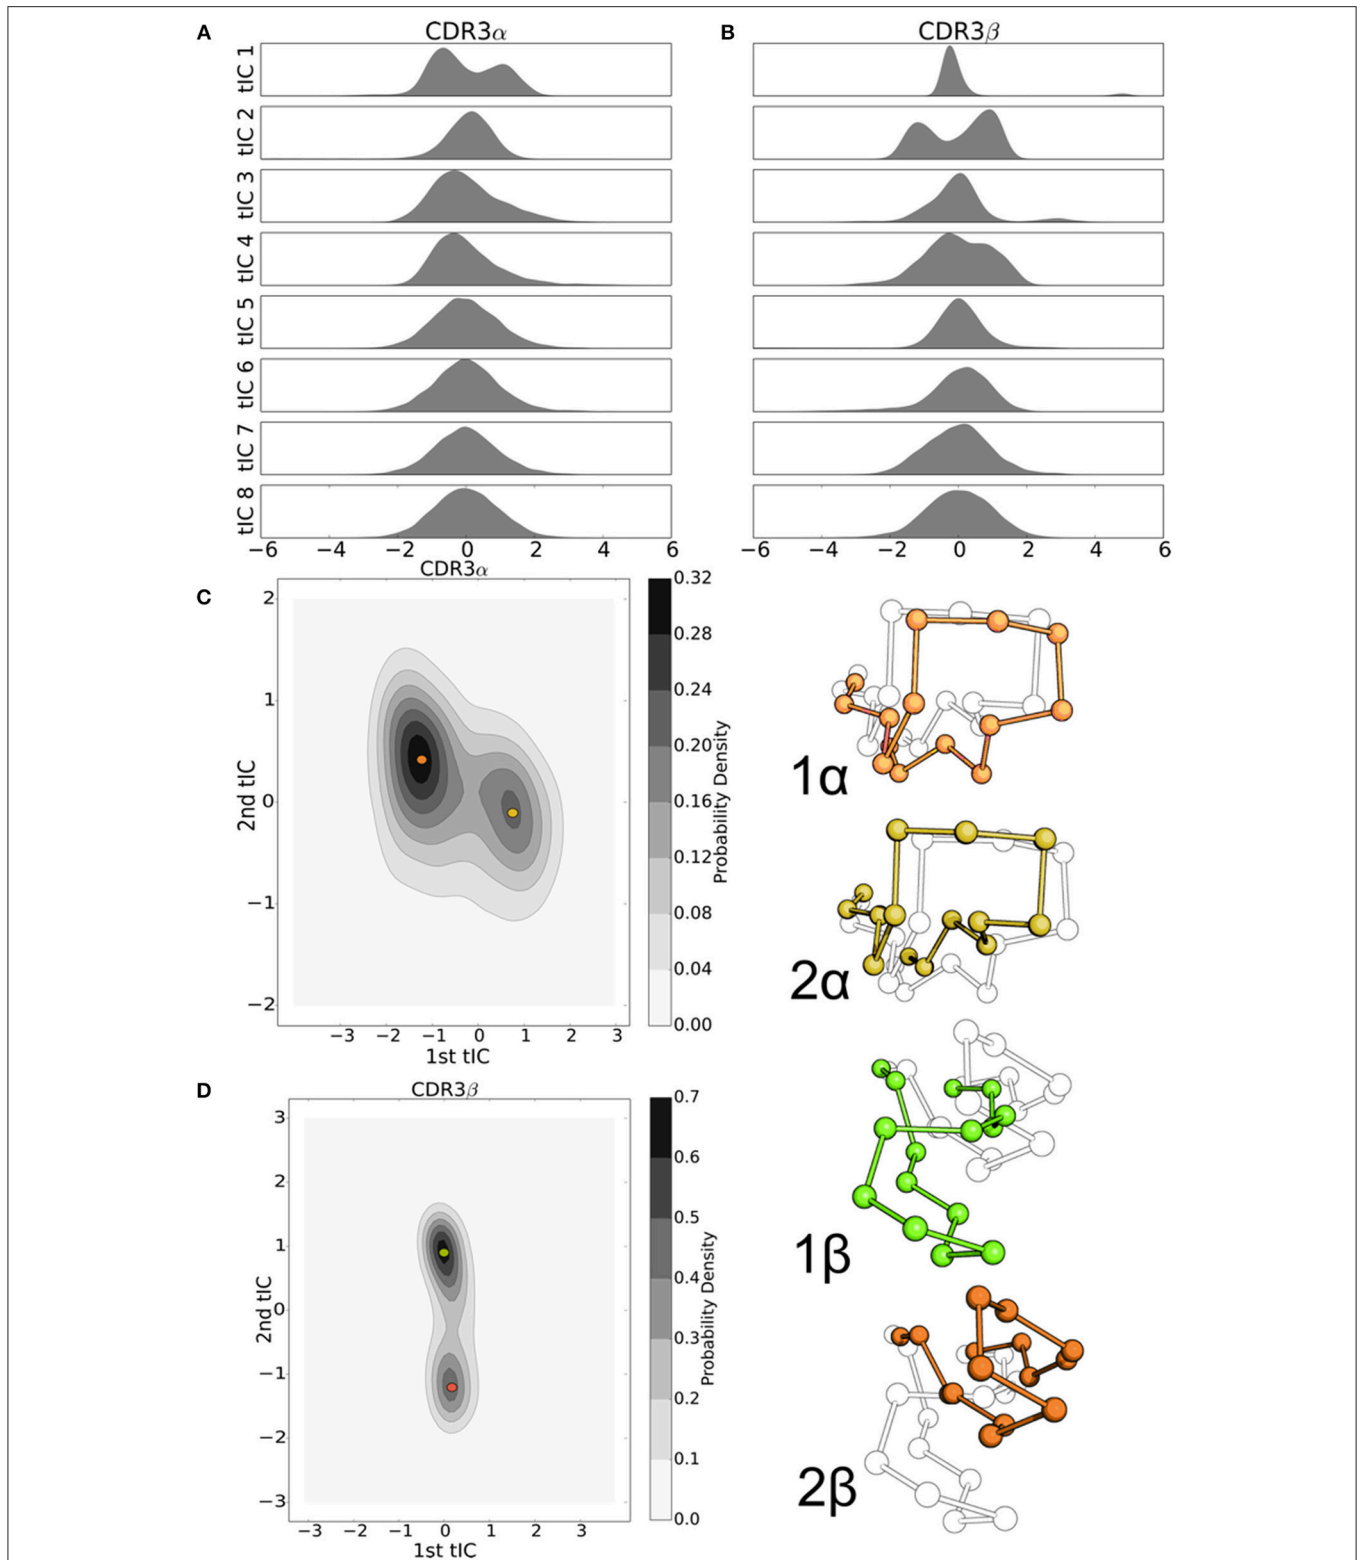 A CDR3α B CDR3β
tIC 1
tIC 2
tIC 3
tIC 4
tIC 5
tIC 6
tIC 7
tIC 8
−6 −4 −2 0 2 4 6 −6 −4 −2 0 2 4 6
C CDR3α
2
1
0
−1
−2
2nd tIC
−3 −2 −1 0 1 2 3
1st tIC
0.32
0.28
0.24
0.20
0.16
0.12
0.08
0.04
0.00
Probability Density
1α
2α
D CDR3β
3
2
1
0
−1
−2
−3
2nd tIC
−3 −2 −1 0 1 2 3
1st tIC
0.7
0.6
0.5
0.4
0.3
0.2
0.1
0.0
Probability Density
1β
2β